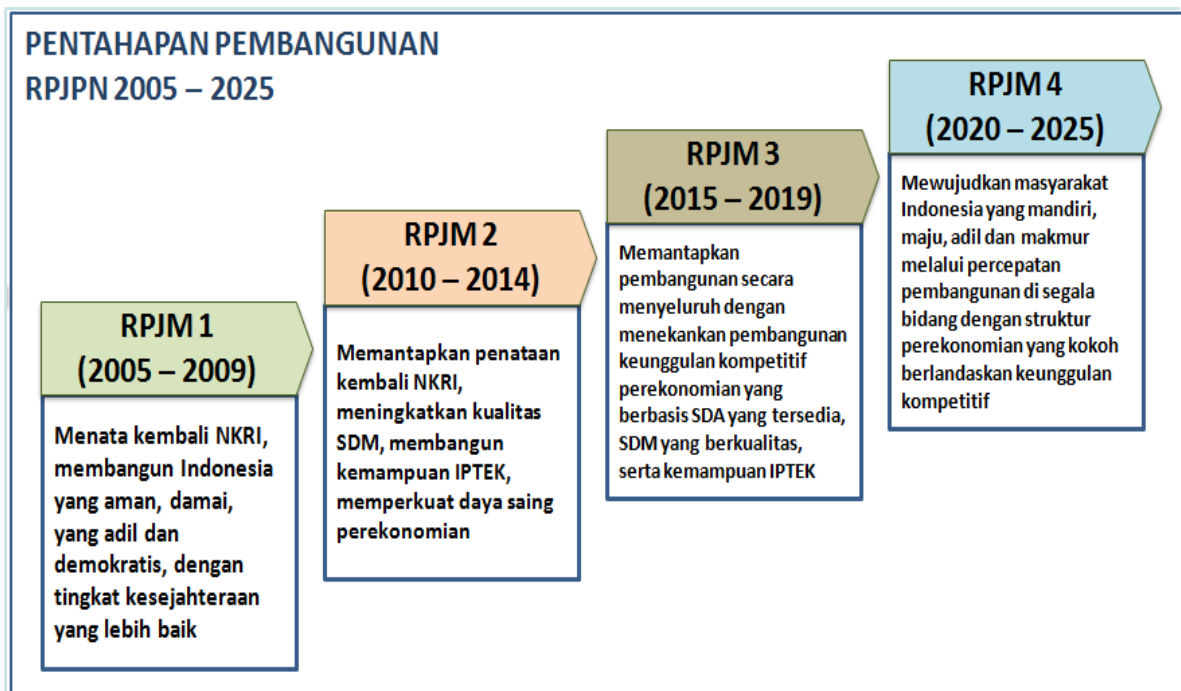 PENTAHAPAN PEMBANGUNAN
RPJPN 2005 – 2025
RPJM 1
(2005 – 2009)
Menata kembali NKRI,
membangun Indonesia
yang aman, damai,
yang adil dan
demokratis, dengan
tingkat kesejahteraan
yang lebih baik
RPJM 2
(2010 – 2014)
Memantapkan penataan
kembali NKRI,
meningkatkan kualitas
SDM, membangun
kemampuan IPTEK,
memperkuat daya saing
perekonomian
RPJM 3
(2015 – 2019)
Memantapkan
pembangunan secara
menyeluruh dengan
menekankan pembangunan
keunggulan kompetitif
perekonomian yang
berbasis SDA yang tersedia,
SDM yang berkualitas,
serta kemampuan IPTEK
RPJM 4
(2020 – 2025)
Mewujudkan masyarakat
Indonesia yang mandiri,
maju, adil dan makmur
melalui percepatan
pembangunan di segala
bidang dengan struktur
perekonomian yang kokoh
berlandaskan keunggulan
kompetitif